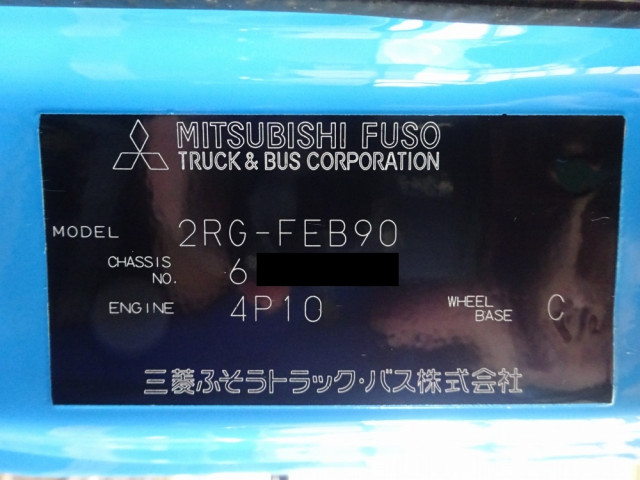 MITSUBISHI FUSO
TRUCK & BUS CORPORATION
MODEL 2RG-FEB90
CHASSIS NO. 6
ENGINE 4P10 WHEEL BASE C
三菱ふそうトラック・バス株式会社